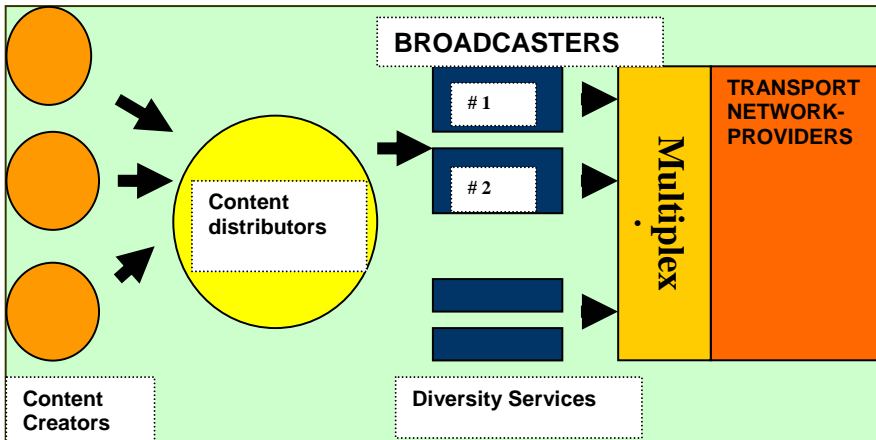 BROADCASTERS
# 1
# 2
Content
distributors
Multiplex
TRANSPORT
NETWORK-
PROVIDERS
Content
Creators
Diversity Services